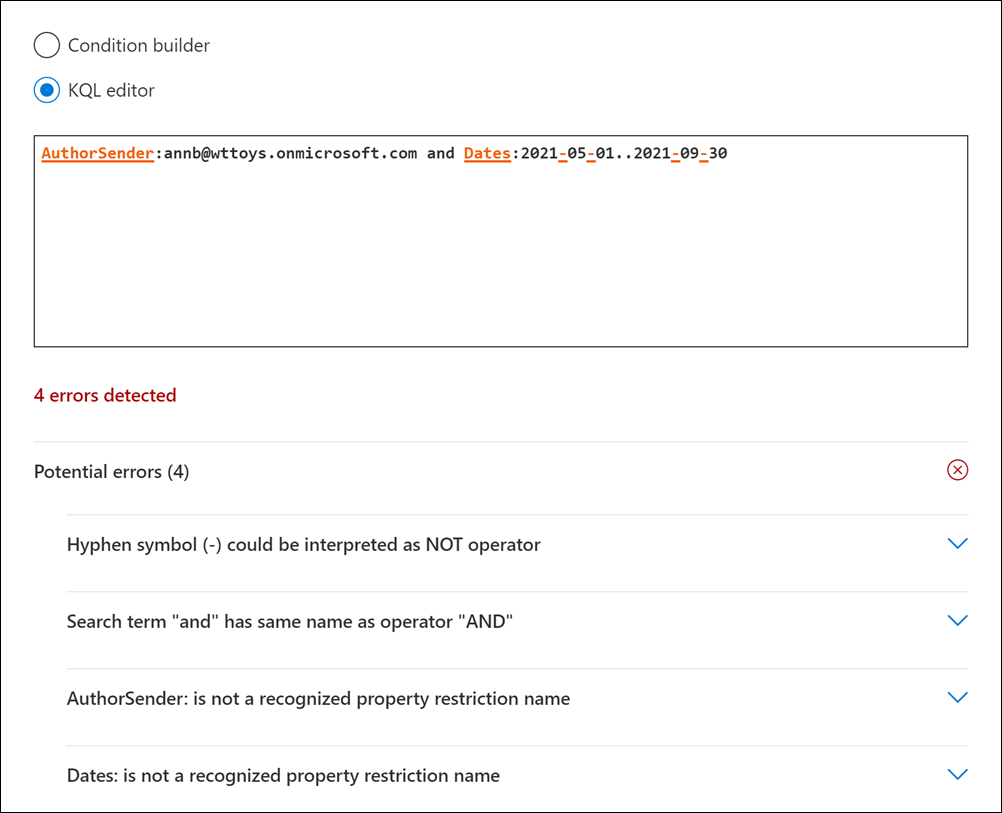 Condition builder
KQL editor
AuthorSender:annb@wttoys.onmicrosoft.com and Dates:2021-05-01..2021-09-30
4 errors detected
Potential errors (4)
Hyphen symbol (-) could be interpreted as NOT operator
Search term "and" has same name as operator "AND"
AuthorSender: is not a recognized property restriction name
Dates: is not a recognized property restriction name